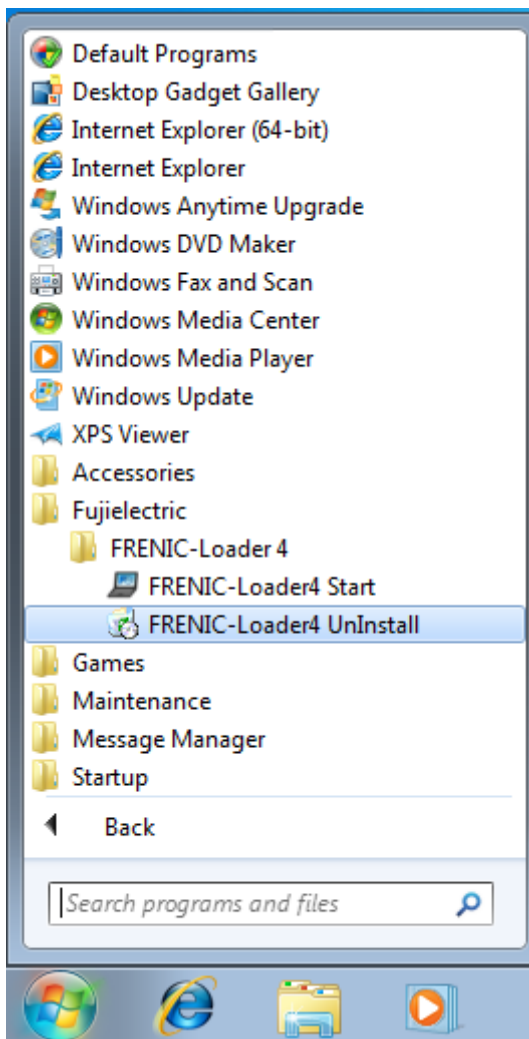 Default Programs
Desktop Gadget Gallery
Internet Explorer (64-bit)
Internet Explorer
Windows Anytime Upgrade
Windows DVD Maker
Windows Fax and Scan
Windows Media Center
Windows Media Player
Windows Update
XPS Viewer
Accessories
Fujielectric
FRENIC-Loader 4
FRENIC-Loader4 Start
FRENIC-Loader4 UnInstall
Games
Maintenance
Message Manager
Startup
Back
Search programs and files